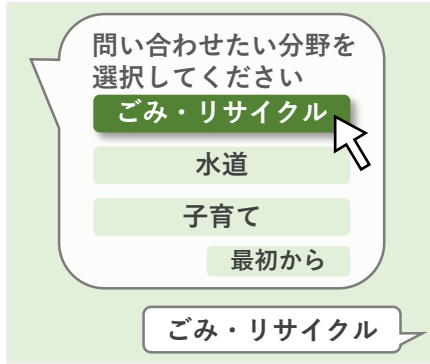 問い合わせたい分野を
選択してください
ごみ・リサイクル
水道
子育て
最初から
ごみ・リサイクル